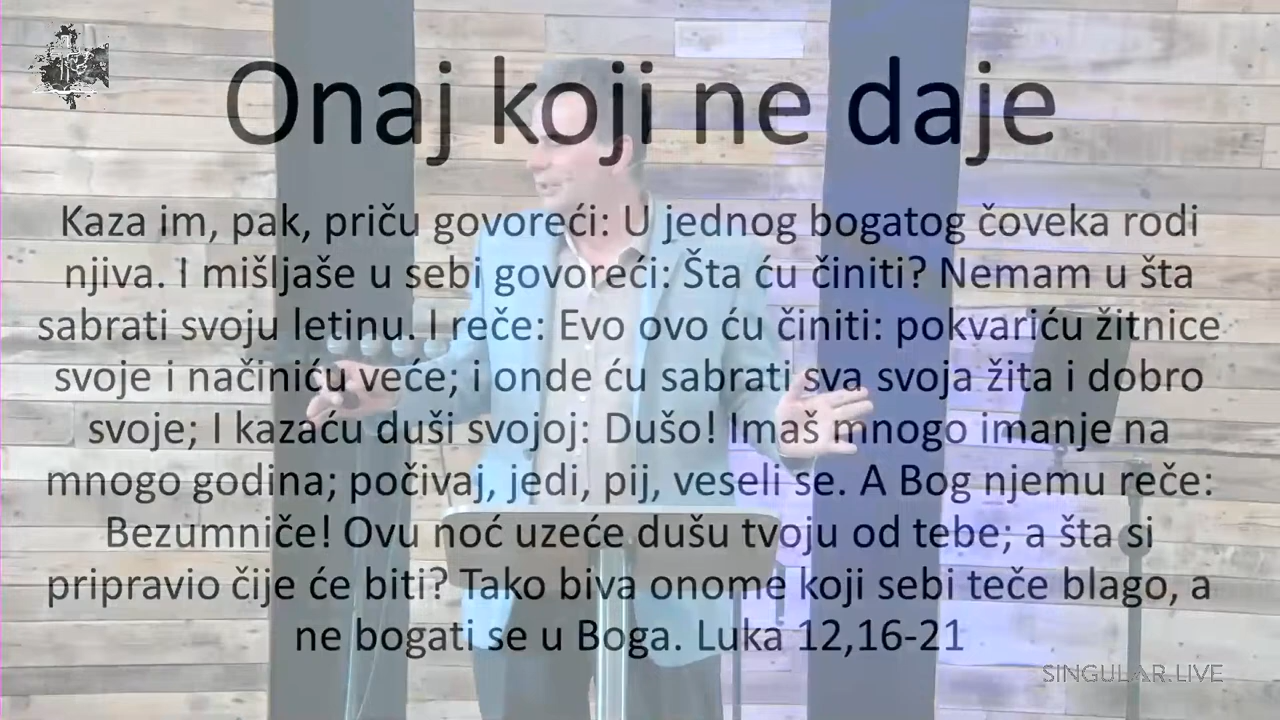 Onaj koji ne daje
Kaza im, pak, priču govoreći: U jednog bogatog čoveka rodi
njiva. I mišljaše u sebi govoreći: Šta ću činiti? Nemam u šta
sabrati svoju letinu. I reče: Evo ovo ću činiti: pokvariću žitnice
svoje i načiniću veće; i onde ću sabrati sva svoja žita i dobro
svoje; I kazaću duši svojoj: Dušo! Imaš mnogo imanje na
mnogo godina; počivaj, jedi, pij, veseli se. A Bog njemu reče:
Bezumniče! Ovu noć uzeće dušu tvoju od tebe; a šta si
pripravio čije će biti? Tako biva onome koji sebi teče blago, a
ne bogati se u Boga. Luka 12,16-21
SINGULAR.LIVE